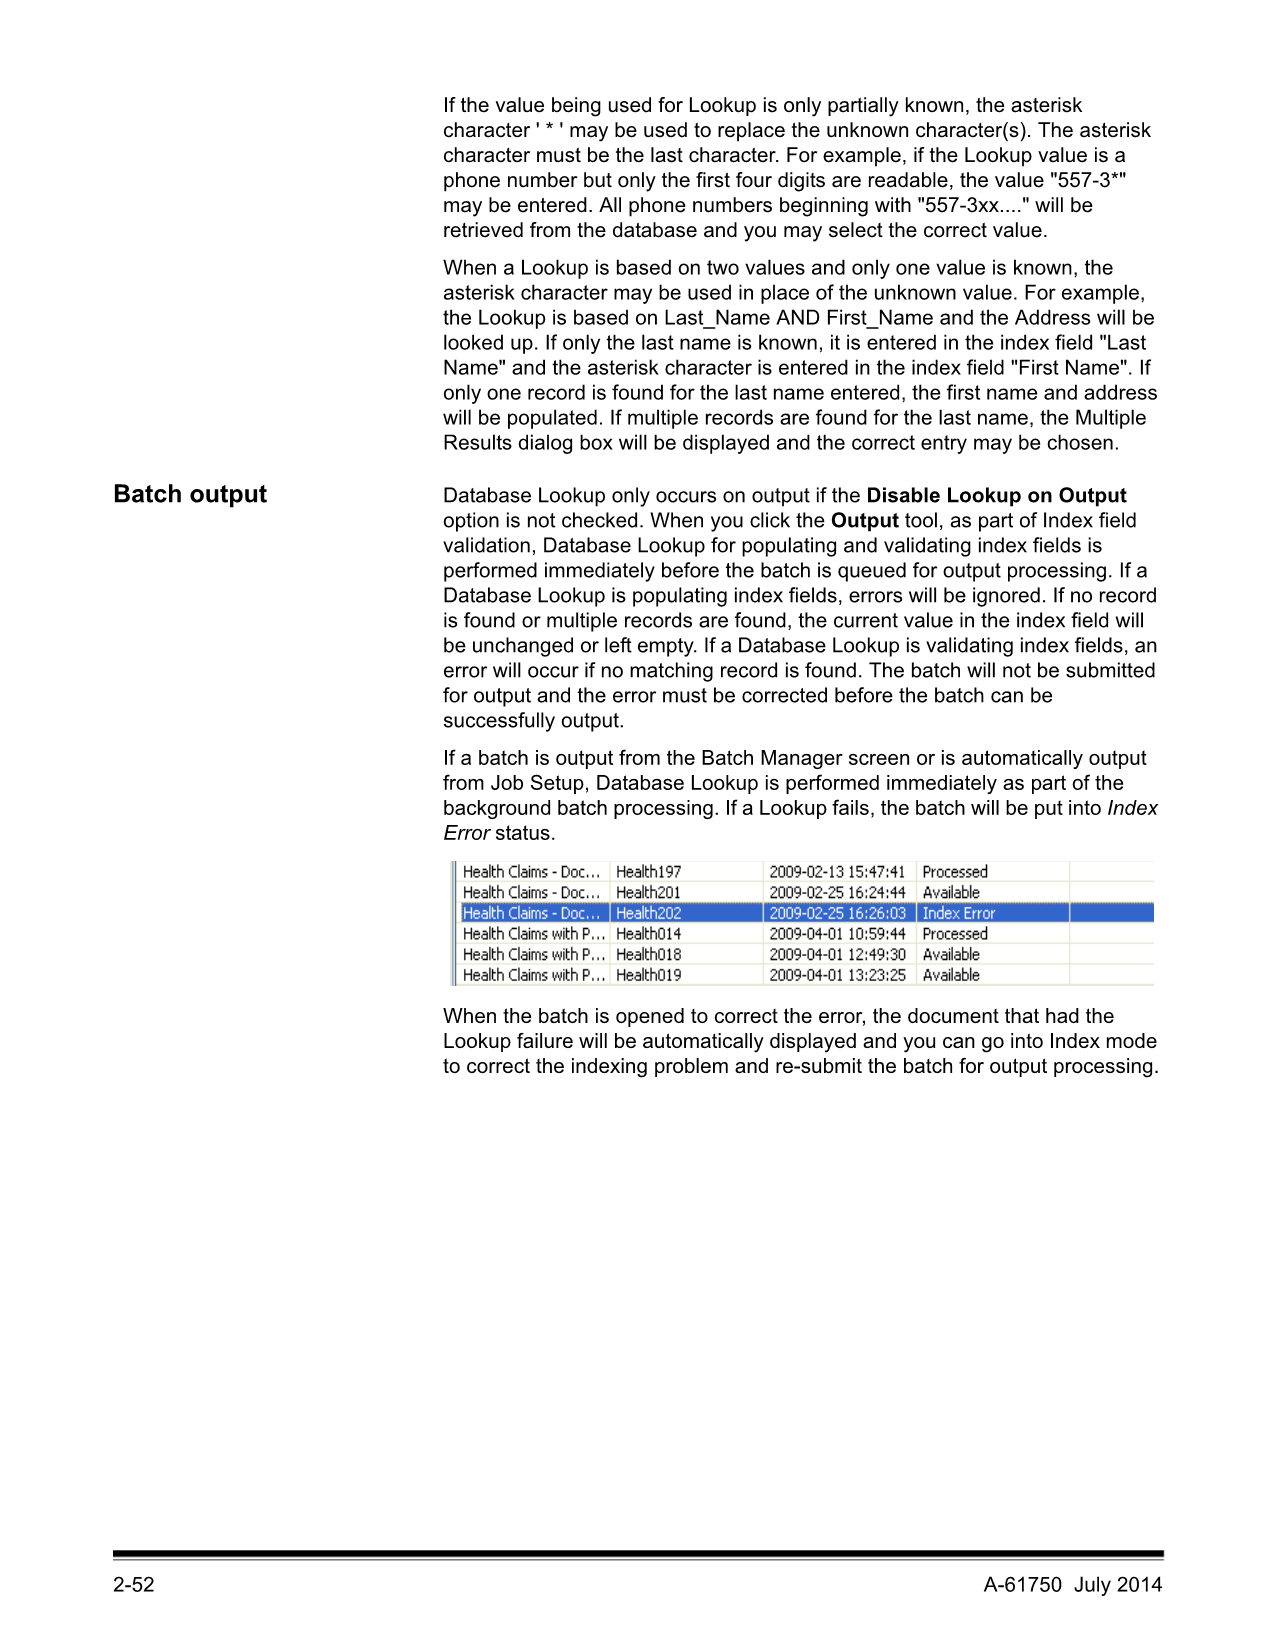 If the value being used for Lookup is only partially known, the asterisk
character ' * ' may be used to replace the unknown character(s). The asterisk
character must be the last character. For example, if the Lookup value is a
phone number but only the first four digits are readable, the value "557-3*"
may be entered. All phone numbers beginning with "557-3xx...." will be
retrieved from the database and you may select the correct value.
When a Lookup is based on two values and only one value is known, the
asterisk character may be used in place of the unknown value. For example,
the Lookup is based on Last_Name AND First_Name and the Address will be
looked up. If only the last name is known, it is entered in the index field "Last
Name" and the asterisk character is entered in the index field "First Name". If
only one record is found for the last name entered, the first name and address
will be populated. If multiple records are found for the last name, the Multiple
Results dialog box will be displayed and the correct entry may be chosen.
Batch output
Database Lookup only occurs on output if the Disable Lookup on Output
option is not checked. When you click the Output tool, as part of Index field
validation, Database Lookup for populating and validating index fields is
performed immediately before the batch is queued for output processing. If a
Database Lookup is populating index fields, errors will be ignored. If no record
is found or multiple records are found, the current value in the index field will
be unchanged or left empty. If a Database Lookup is validating index fields, an
error will occur if no matching record is found. The batch will not be submitted
for output and the error must be corrected before the batch can be
successfully output.
If a batch is output from the Batch Manager screen or is automatically output
from Job Setup, Database Lookup is performed immediately as part of the
background batch processing. If a Lookup fails, the batch will be put into Index
Error status.
Health Claims - Doc... Health197 2009-02-13 15:47:41 Processed
Health Claims - Doc... Health201 2009-02-25 16:24:44 Available
Health Claims - Doc... Health202 2009-02-25 16:26:03 Index Error
Health Claims with P... Health014 2009-04-01 10:59:44 Processed
Health Claims with P... Health018 2009-04-01 12:49:30 Available
Health Claims with P... Health019 2009-04-01 13:23:25 Available
When the batch is opened to correct the error, the document that had the
Lookup failure will be automatically displayed and you can go into Index mode
to correct the indexing problem and re-submit the batch for output processing.
2-52 A-61750 July 2014